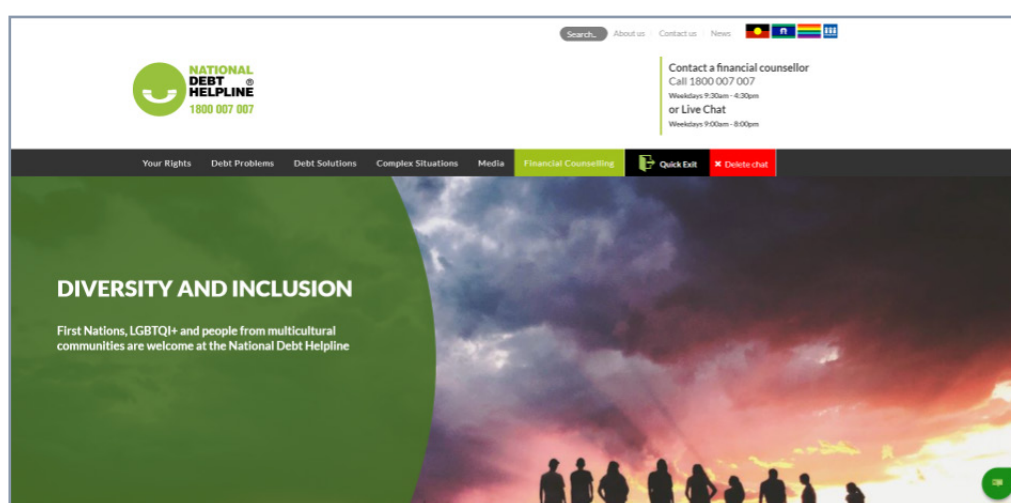 Search..
About us
Contact us
News
NATIONAL
DEBT ®
HELPLINE
1800 007 007
Contact a financial counsellor
Call 1800 007 007
Weekdays 9:30am - 4:30pm
or Live Chat
Weekdays 9:00am - 8:00pm
Your Rights
Debt Problems
Debt Solutions
Complex Situations
Media
Financial Counselling
Quick Exit
✖ Delete chat
DIVERSITY AND INCLUSION
First Nations, LGBTQI+ and people from multicultural
communities are welcome at the National Debt Helpline